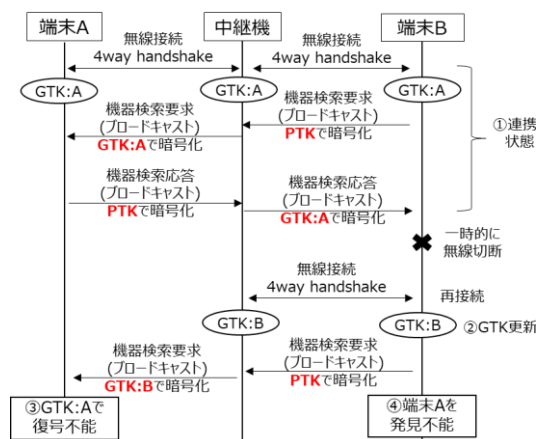 端末A
中継機
端末B
無線接続
4way handshake
無線接続
4way handshake
GTK:A
GTK:A
GTK:A
機器検索要求
(ブロードキャスト)
PTKで暗号化
機器検索要求
(ブロードキャスト)
GTK:Aで暗号化
①連携
状態
機器検索応答
(ブロードキャスト)
PTKで暗号化
機器検索応答
(ブロードキャスト)
GTK:Aで暗号化
一時的に
無線切断
無線接続
4way handshake
再接続
GTK:B
GTK:B
②GTK更新
機器検索要求
(ブロードキャスト)
GTK:Bで暗号化
機器検索要求
(ブロードキャスト)
PTKで暗号化
③GTK:Aで
復号不能
④端末Aを
発見不能